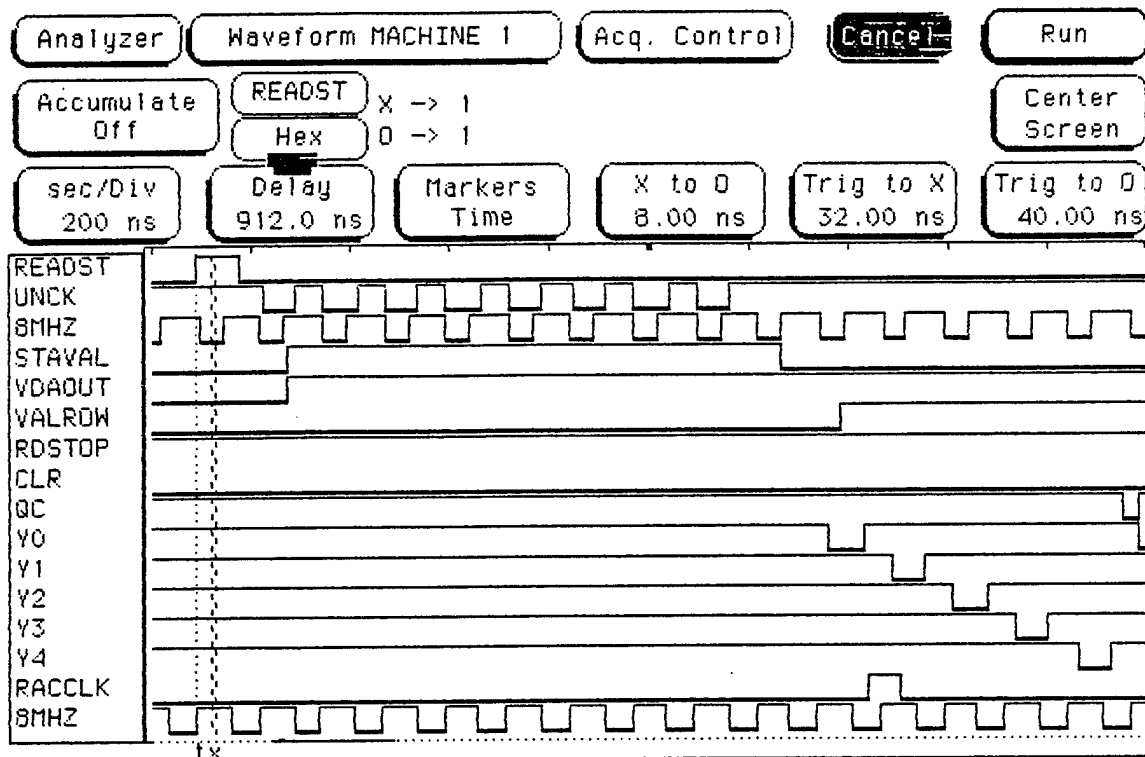 Analyzer Waveform MACHINE 1 Acq. Control Cancel Run
Accumulate Off READST X -> 1 Center Screen
Hex O -> 1
sec/Div Delay Markers X to O Trig to X Trig to O
200 ns 912.0 ns Time 8.00 ns 32.00 ns 40.00 ns
READST
UNCK
8MHZ
STAVAL
VDAOUT
VALROW
RDSTOP
CLR
QC
Y0
Y1
Y2
Y3
Y4
RACCLK
8MHZ
tx